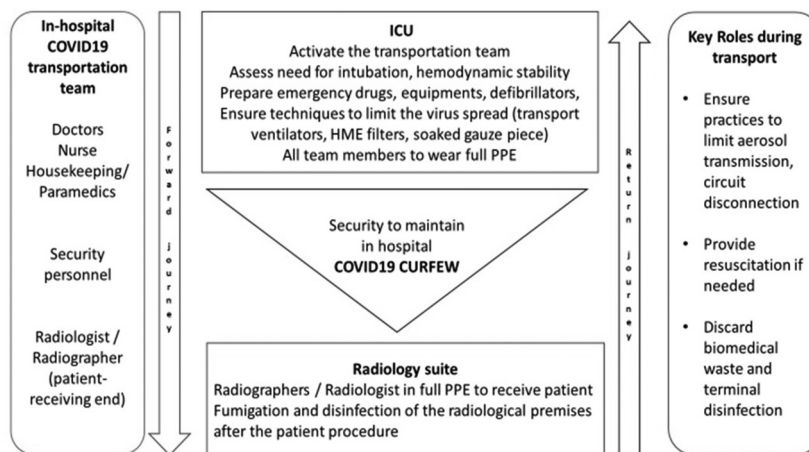 In-hospital
COVID19
transportation
team
Doctors
Nurse
Housekeeping/
Paramedics
Security
personnel
Radiologist /
Radiographer
(patient-
receiving end)
Forward journey
ICU
Activate the transportation team
Assess need for intubation, hemodynamic stability
Prepare emergency drugs, equipments, defibrillators,
Ensure techniques to limit the virus spread (transport
ventilators, HME filters, soaked gauze piece)
All team members to wear full PPE
Security to maintain
in hospital
COVID19 CURFEW
Radiology suite
Radiographers / Radiologist in full PPE to receive patient
Fumigation and disinfection of the radiological premises
after the patient procedure
Return journey
Key Roles during
transport
• Ensure
practices to
limit aerosol
transmission,
circuit
disconnection
• Provide
resuscitation if
needed
• Discard
biomedical
waste and
terminal
disinfection